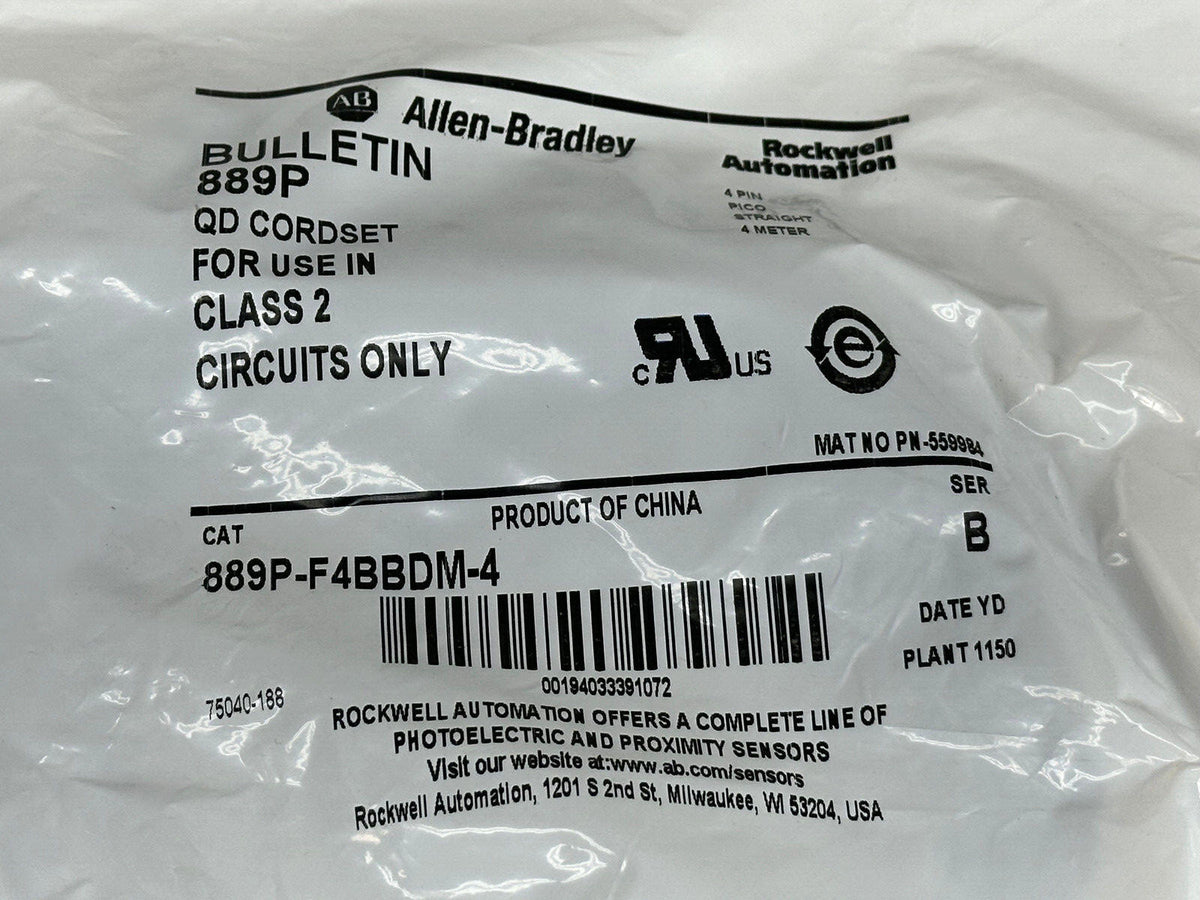 AB Allen-Bradley
BULLETIN
889P
Rockwell
Automation
4 PIN
PICO
STRAIGHT
4 METER
QD CORDSET
FOR USE IN
CLASS 2
CIRCUITS ONLY
c RU US
e
MAT NO PN-559984
CAT
PRODUCT OF CHINA
SER
889P-F4BBDM-4
B
DATE YD
PLANT 1150
00194033391072
75040-188
ROCKWELL AUTOMATION OFFERS A COMPLETE LINE OF
PHOTOELECTRIC AND PROXIMITY SENSORS
Visit our website at:www.ab.com/sensors
Rockwell Automation, 1201 S 2nd St, Milwaukee, WI 53204, USA